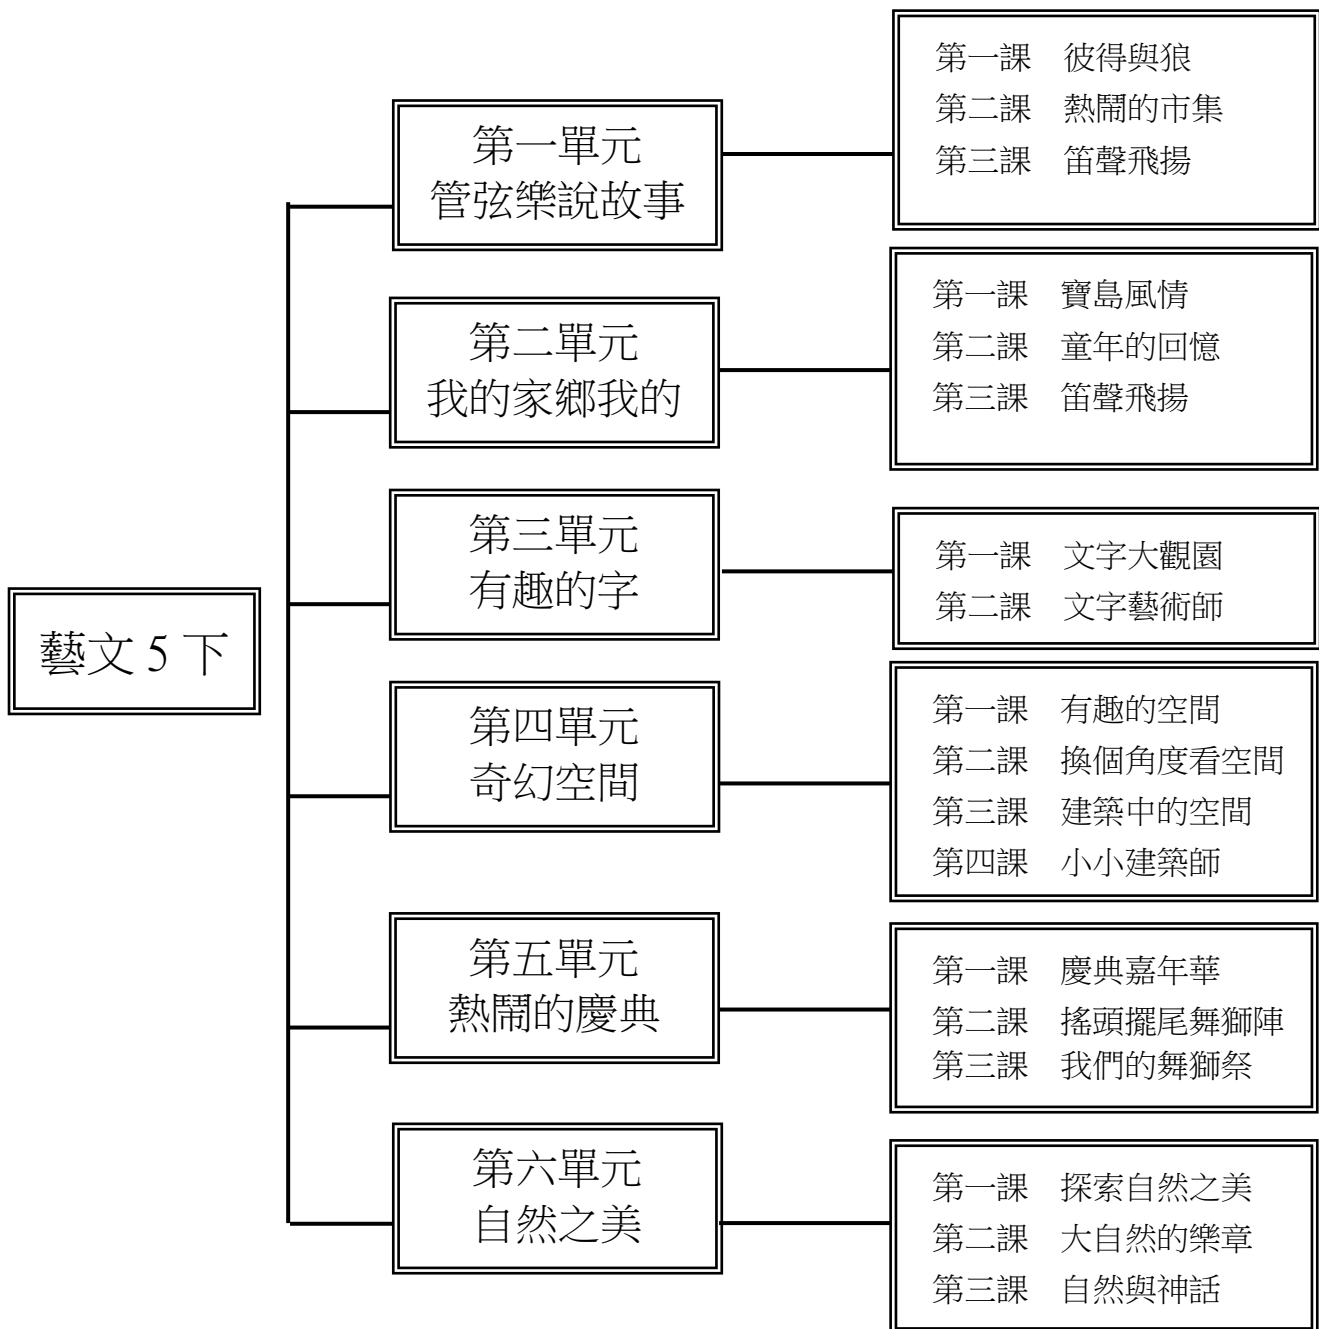 藝文 5 下
第一單元
管弦樂說故事
第一課 彼得與狼
第二課 熱鬧的市集
第三課 笛聲飛揚
第二單元
我的家鄉我的
第一課 寶島風情
第二課 童年的回憶
第三課 笛聲飛揚
第三單元
有趣的字
第一課 文字大觀園
第二課 文字藝術師
第四單元
奇幻空間
第一課 有趣的空間
第二課 換個角度看空間
第三課 建築中的空間
第四課 小小建築師
第五單元
熱鬧的慶典
第一課 慶典嘉年華
第二課 搖頭擺尾舞獅陣
第三課 我們的舞獅祭
第六單元
自然之美
第一課 探索自然之美
第二課 大自然的樂章
第三課 自然與神話